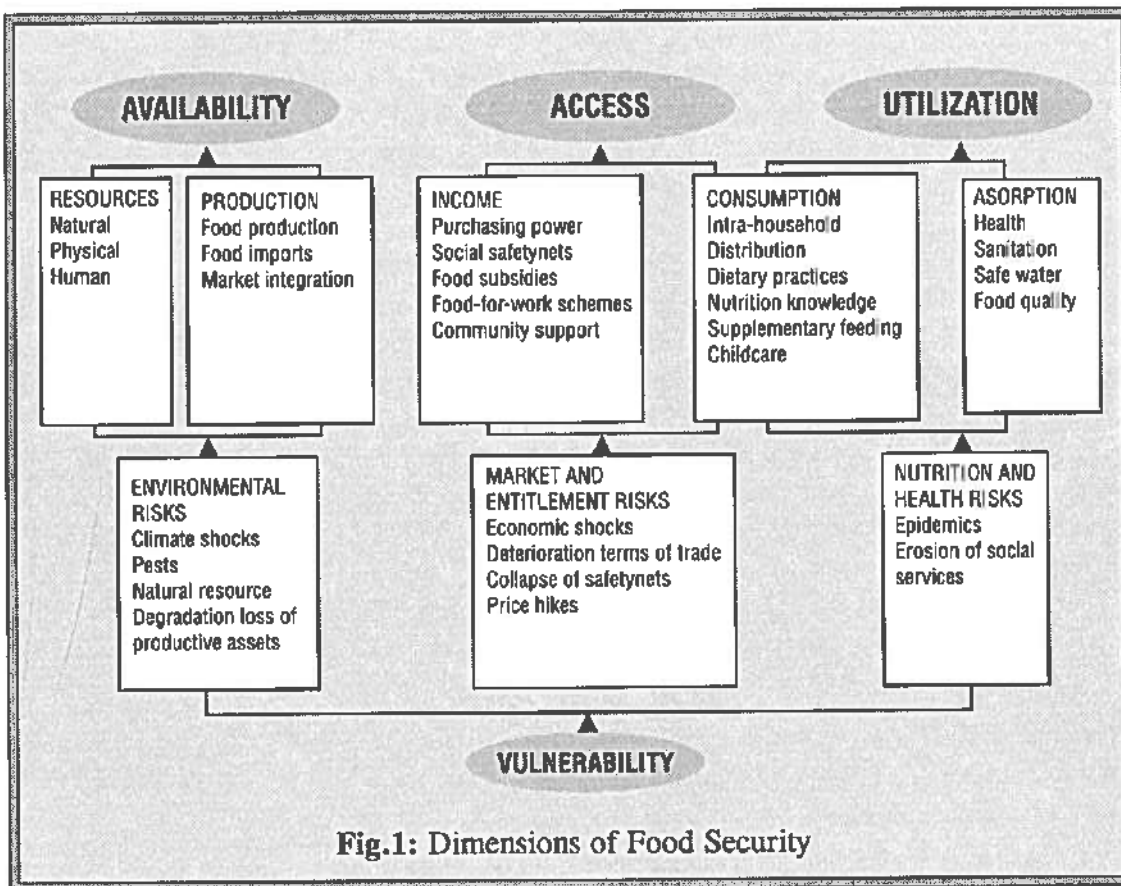 AVAILABILITY
ACCESS
UTILIZATION
RESOURCES
Natural
Physical
Human
PRODUCTION
Food production
Food imports
Market integration
INCOME
Purchasing power
Social safetynets
Food subsidies
Food-for-work schemes
Community support
CONSUMPTION
Intra-household
Distribution
Dietary practices
Nutrition knowledge
Supplementary feeding
Childcare
ASORPTION
Health
Sanitation
Safe water
Food quality
ENVIRONMENTAL
RISKS
Climate shocks
Pests
Natural resource
Degradation loss of
productive assets
MARKET AND
ENTITLEMENT RISKS
Economic shocks
Deterioration terms of trade
Collapse of safetynets
Price hikes
NUTRITION AND
HEALTH RISKS
Epidemics
Erosion of social
services
VULNERABILITY
Fig.1: Dimensions of Food Security